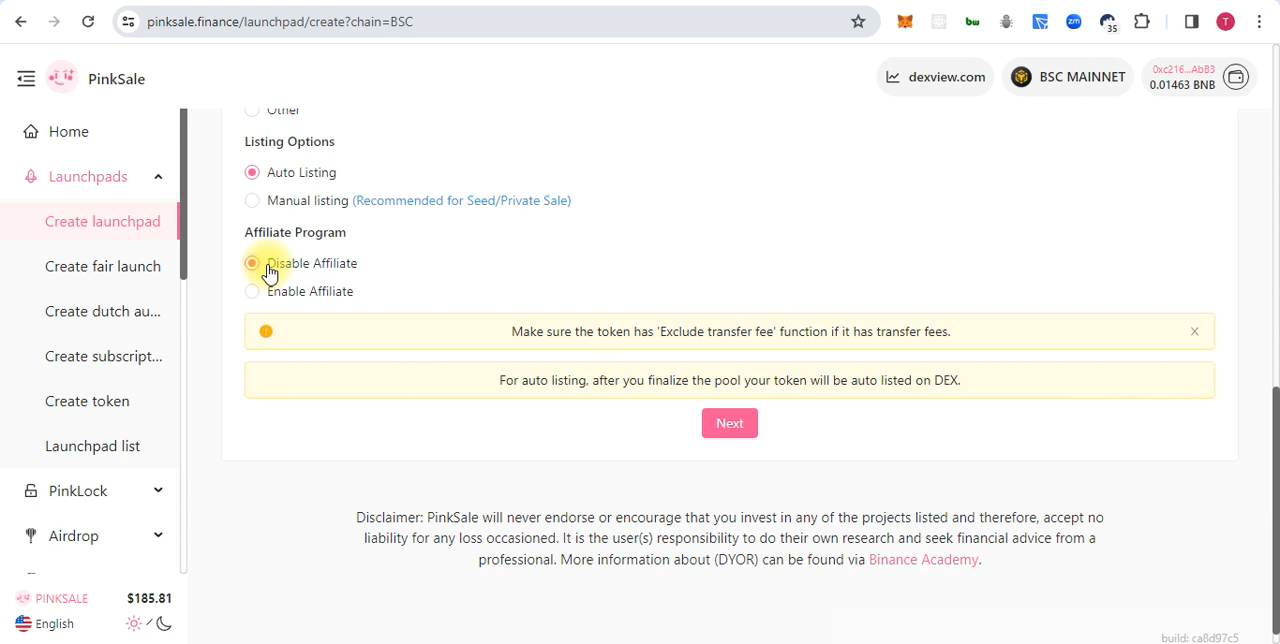 pinksale.finance/launchpad/create?chain=BSC
bw
zm
35
T
PinkSale
dexview.com
BSC MAINNET
0xc216...AbB3
0.01463 BNB
Home
Launchpads
Create launchpad
Create fair launch
Create dutch au...
Create subscript...
Create token
Launchpad list
PinkLock
Airdrop
PINKSALE $185.81
English
Other
Listing Options
Auto Listing
Manual listing (Recommended for Seed/Private Sale)
Affiliate Program
Disable Affiliate
Enable Affiliate
Make sure the token has 'Exclude transfer fee' function if it has transfer fees.
For auto listing, after you finalize the pool your token will be auto listed on DEX.
Next
Disclaimer: PinkSale will never endorse or encourage that you invest in any of the projects listed and therefore, accept no
liability for any loss occasioned. It is the user(s) responsibility to do their own research and seek financial advice from a
professional. More information about (DYOR) can be found via Binance Academy.
build: ca8d97c5